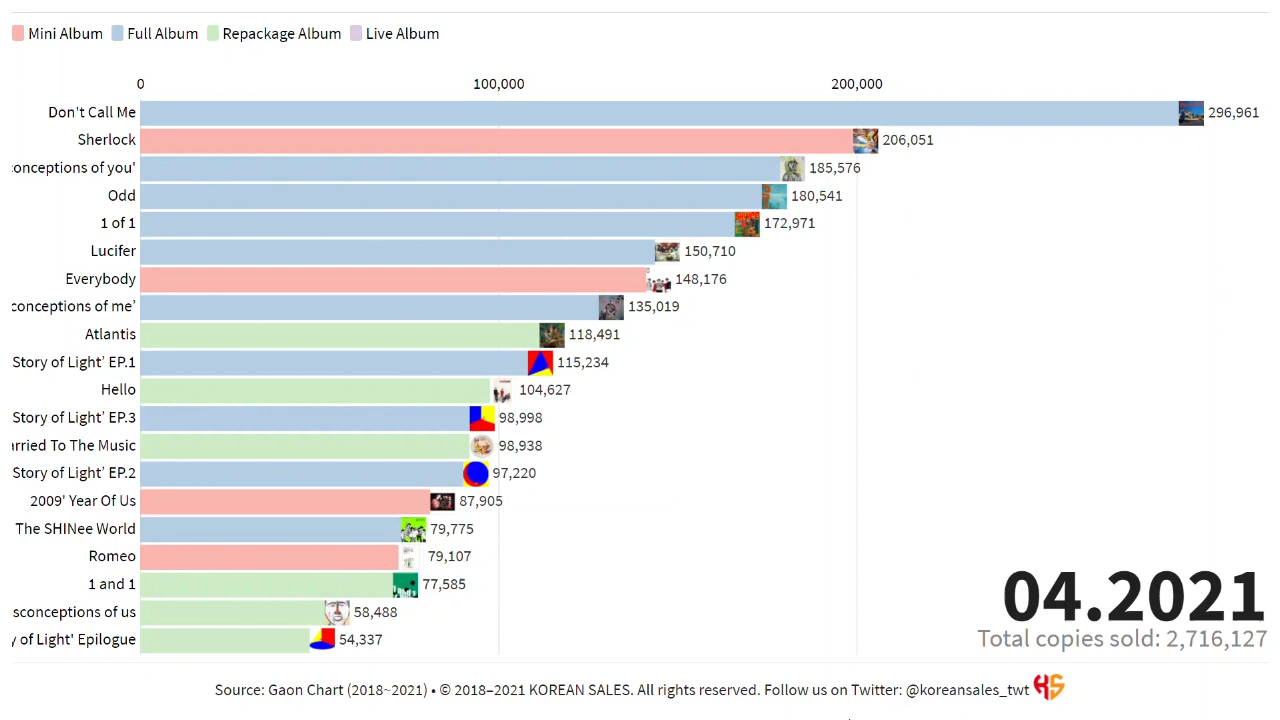 Mini Album Full Album Repackage Album Live Album
0 100,000 200,000
Don't Call Me 296,961
Sherlock 206,051
conceptions of you' 185,576
Odd 180,541
1 of 1 172,971
Lucifer 150,710
Everybody 148,176
conceptions of me’ 135,019
Atlantis 118,491
Story of Light’ EP.1 115,234
Hello 104,627
Story of Light’ EP.3 98,998
arried To The Music 98,938
Story of Light’ EP.2 97,220
2009' Year Of Us 87,905
The SHINee World 79,775
Romeo 79,107
1 and 1 77,585
sconceptions of us 58,488
y of Light' Epilogue 54,337
04.2021
Total copies sold: 2,716,127
Source: Gaon Chart (2018~2021) • © 2018–2021 KOREAN SALES. All rights reserved. Follow us on Twitter: @koreansales_twt KS